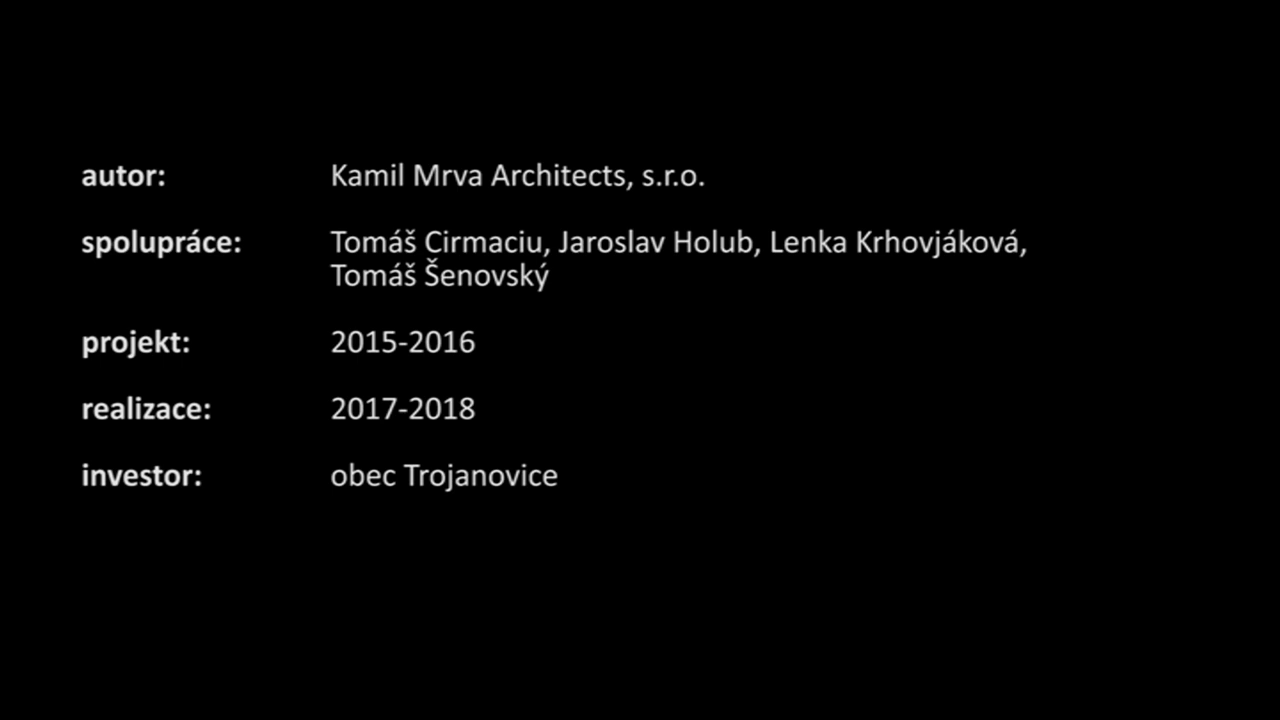 autor: Kamil Mrva Architects, s.r.o.
spolupráce: Tomáš Cirmaciu, Jaroslav Holub, Lenka Krhovjáková,
Tomáš Šenovský
projekt: 2015-2016
realizace: 2017-2018
investor: obec Trojanovice